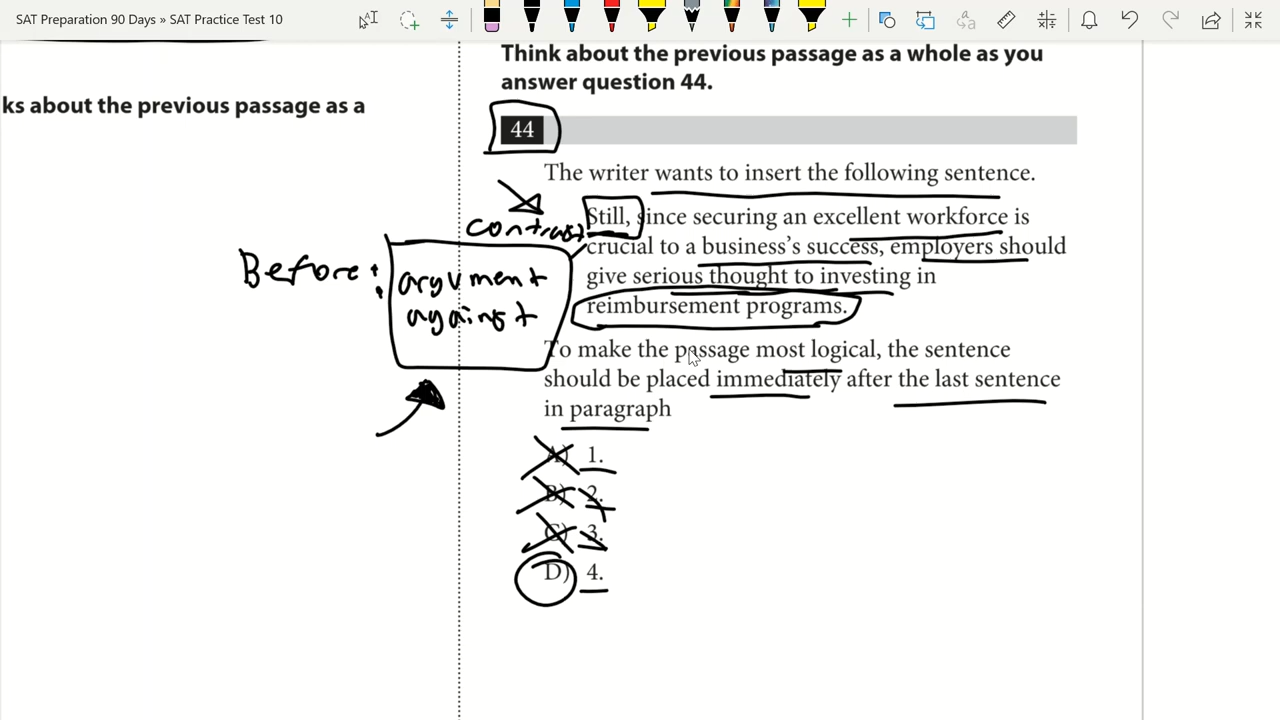 SAT Preparation 90 Days » SAT Practice Test 10
ks about the previous passage as a
Think about the previous passage as a whole as you
answer question 44.
44
The writer wants to insert the following sentence.
Still, since securing an excellent workforce is
crucial to a business's success, employers should
give serious thought to investing in
reimbursement programs.
contrast
Before:
argument
against
To make the passage most logical, the sentence
should be placed immediately after the last sentence
in paragraph
A) 1.
B) 2.
C) 3.
D) 4.